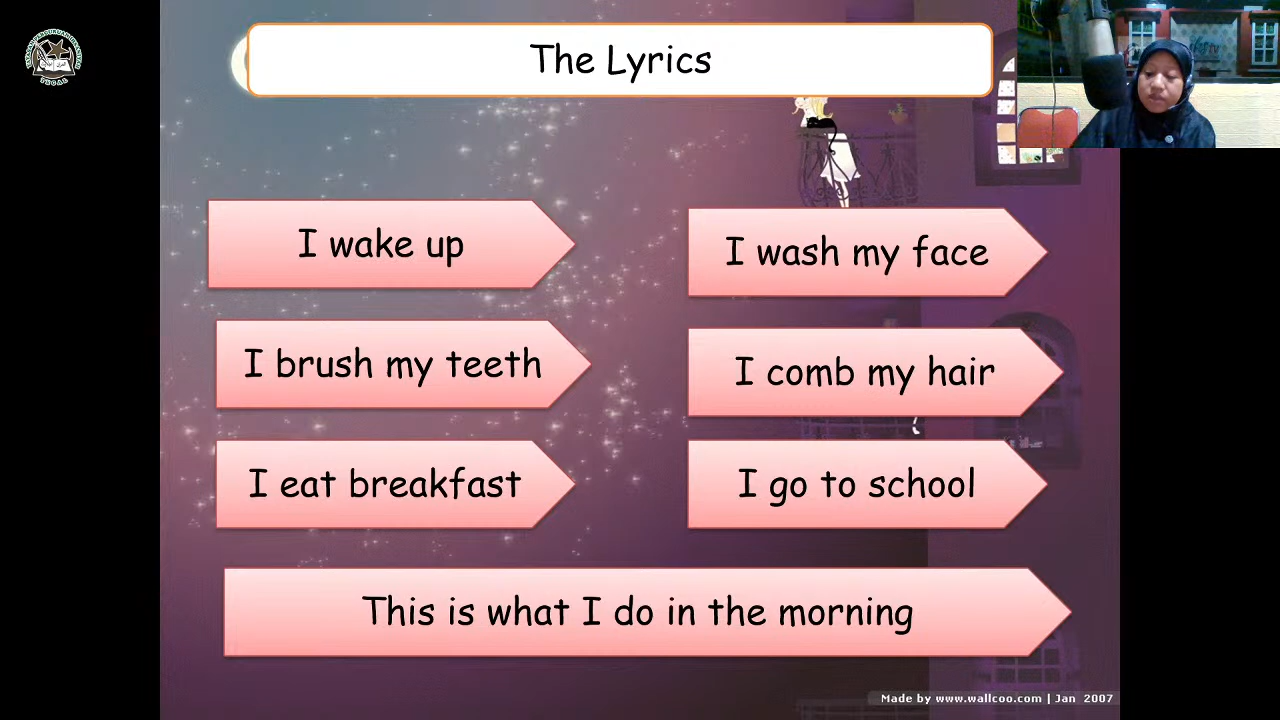 The Lyrics
I wake up
I wash my face
I brush my teeth
I comb my hair
I eat breakfast
I go to school
This is what I do in the morning
Made by www.wallcoo.com | Jan 2007